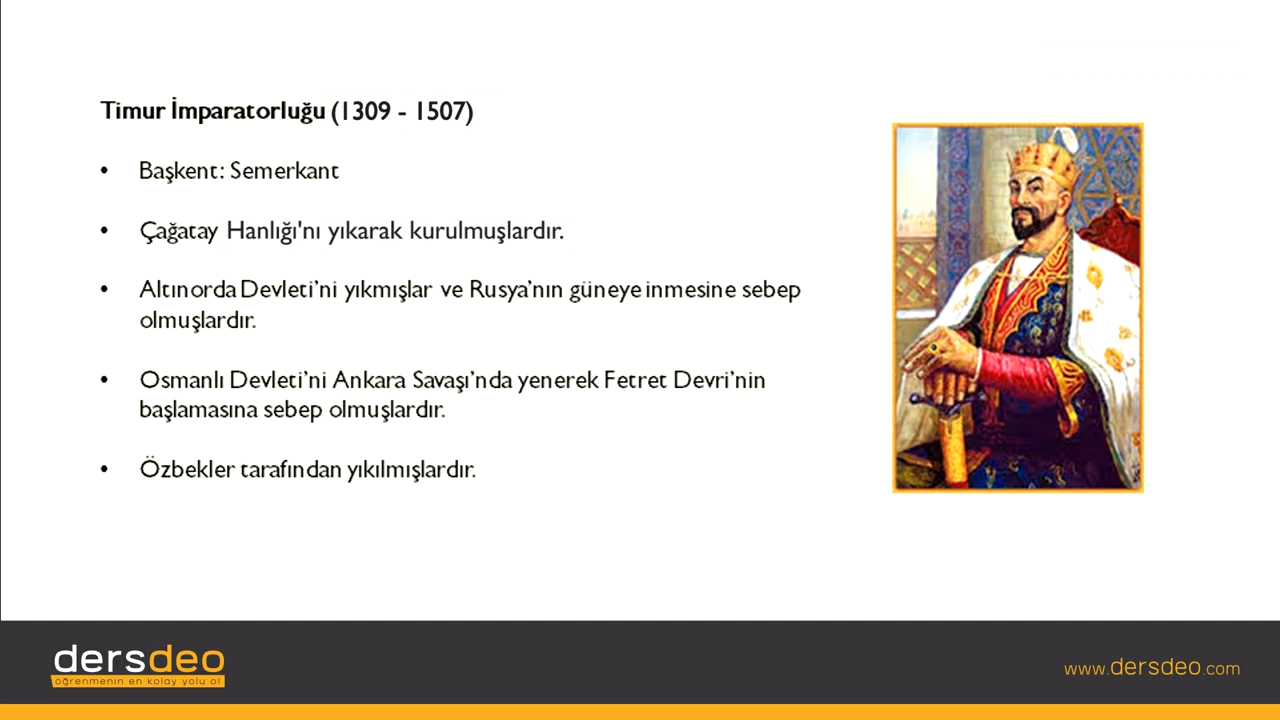 Timur İmparatorluğu (1309 - 1507)
• Başkent: Semerkant
• Çağatay Hanlığı'nı yıkarak kurulmuşlardır.
• Altınorda Devleti’ni yıkmışlar ve Rusya’nın güneye inmesine sebep
olmuşlardır.
• Osmanlı Devleti’ni Ankara Savaşı’nda yenerek Fetret Devri’nin
başlamasına sebep olmuşlardır.
• Özbekler tarafından yıkılmışlardır.
dersdeo
öğrenmenin en kolay yolu o!
www.dersdeo.com